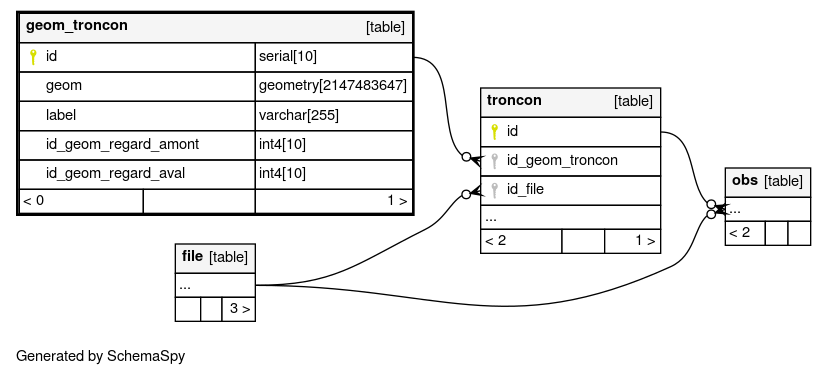 geom_troncon [table]
id serial[10]
geom geometry[2147483647]
label varchar[255]
id_geom_regard_amont int4[10]
id_geom_regard_aval int4[10]
< 0 1 >
troncon [table]
id
id_geom_troncon
id_file
...
< 2 1 >
obs [table]
...
< 2
file [table]
...
3 >
Generated by SchemaSpy